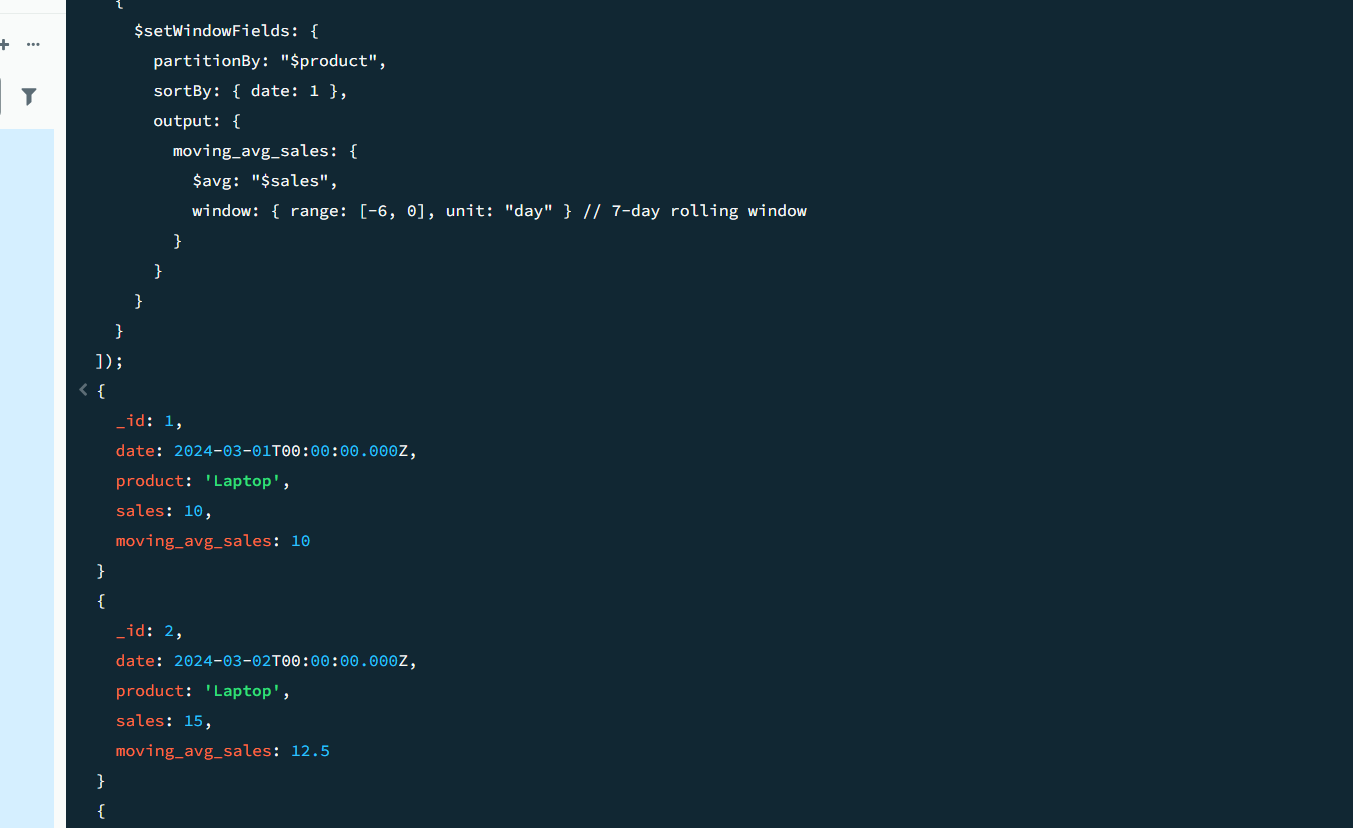 {
$setWindowFields: {
partitionBy: "$product",
sortBy: { date: 1 },
output: {
moving_avg_sales: {
$avg: "$sales",
window: { range: [-6, 0], unit: "day" } // 7-day rolling window
}
}
}
}
]);
{
_id: 1,
date: 2024-03-01T00:00:00.000Z,
product: 'Laptop',
sales: 10,
moving_avg_sales: 10
}
{
_id: 2,
date: 2024-03-02T00:00:00.000Z,
product: 'Laptop',
sales: 15,
moving_avg_sales: 12.5
}
{